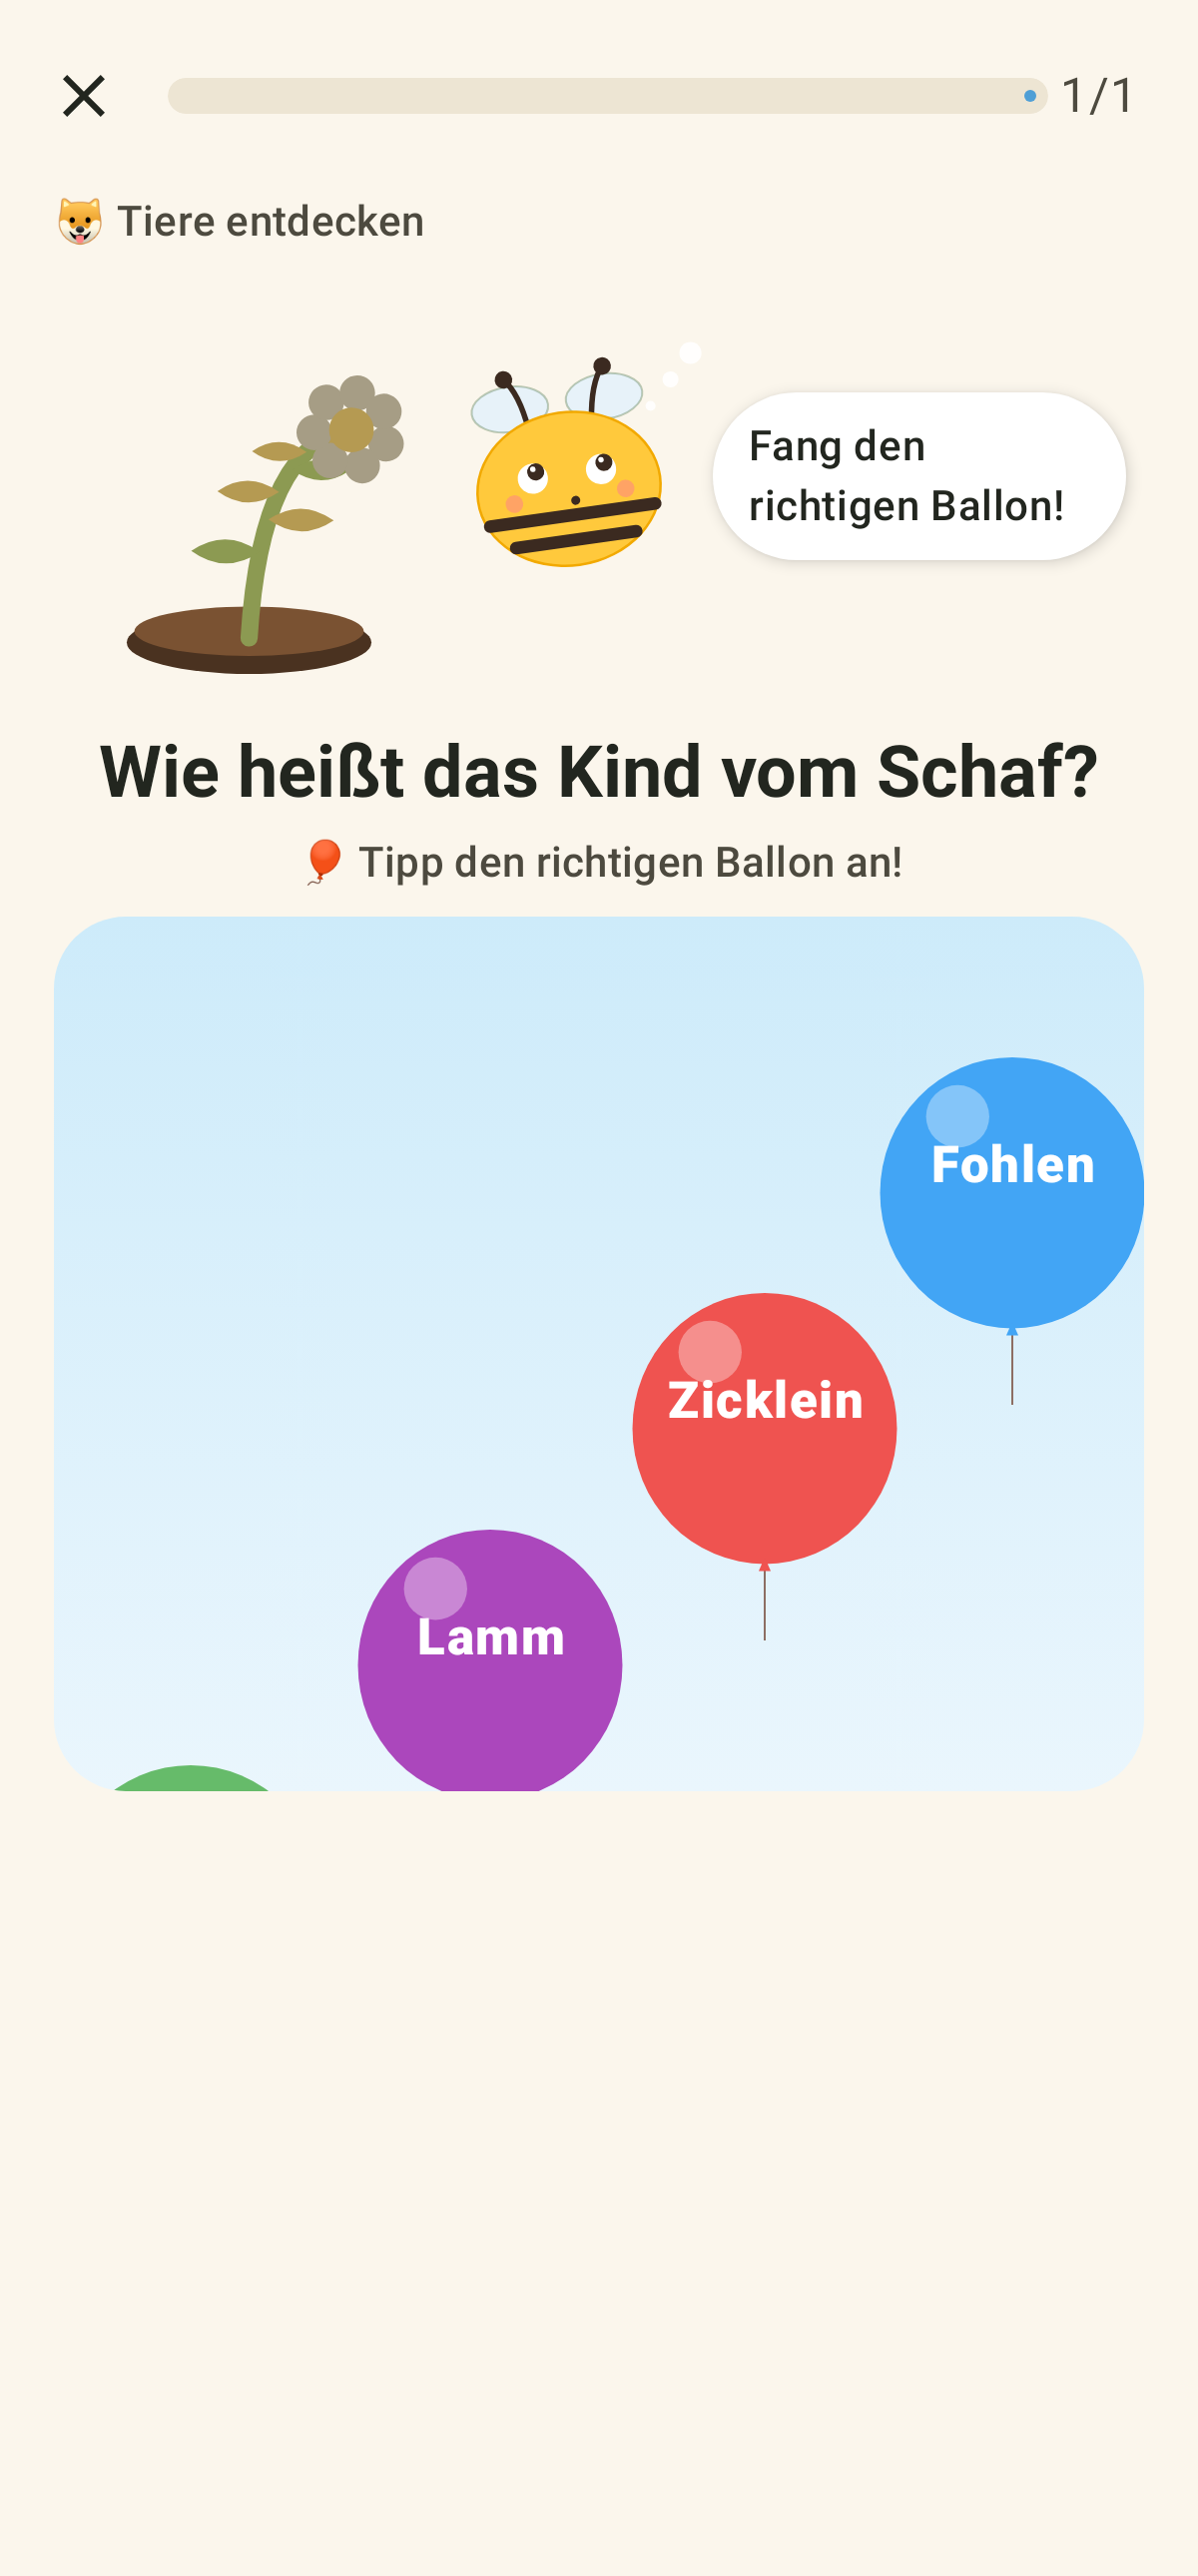 1/1
Tiere entdecken
Fang den
richtigen Ballon!
Wie heißt das Kind vom Schaf?
Tipp den richtigen Ballon an!
Fohlen
Zicklein
Lamm